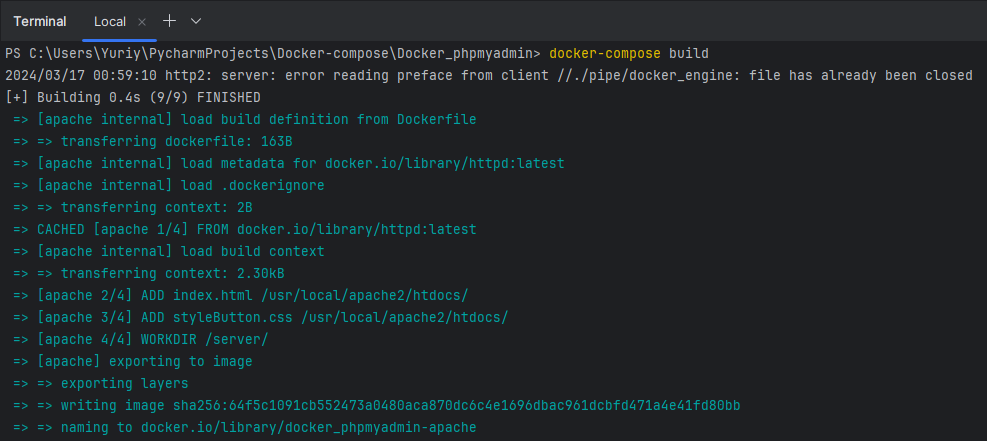 Terminal Local × +
PS C:\Users\Yuriy\PycharmProjects\Docker-compose\Docker_phpmyadmin> docker-compose build
2024/03/17 00:59:10 http2: server: error reading preface from client //./pipe/docker_engine: file has already been closed
[+] Building 0.4s (9/9) FINISHED
=> [apache internal] load build definition from Dockerfile
=> => transferring dockerfile: 163B
=> [apache internal] load metadata for docker.io/library/httpd:latest
=> [apache internal] load .dockerignore
=> => transferring context: 2B
=> CACHED [apache 1/4] FROM docker.io/library/httpd:latest
=> [apache internal] load build context
=> => transferring context: 2.30kB
=> [apache 2/4] ADD index.html /usr/local/apache2/htdocs/
=> [apache 3/4] ADD styleButton.css /usr/local/apache2/htdocs/
=> [apache 4/4] WORKDIR /server/
=> [apache] exporting to image
=> => exporting layers
=> => writing image sha256:64f5c1091cb552473a0480aca870dc6c4e1696dbac961dcbfd471a4e41fd80bb
=> => naming to docker.io/library/docker_phpmyadmin-apache